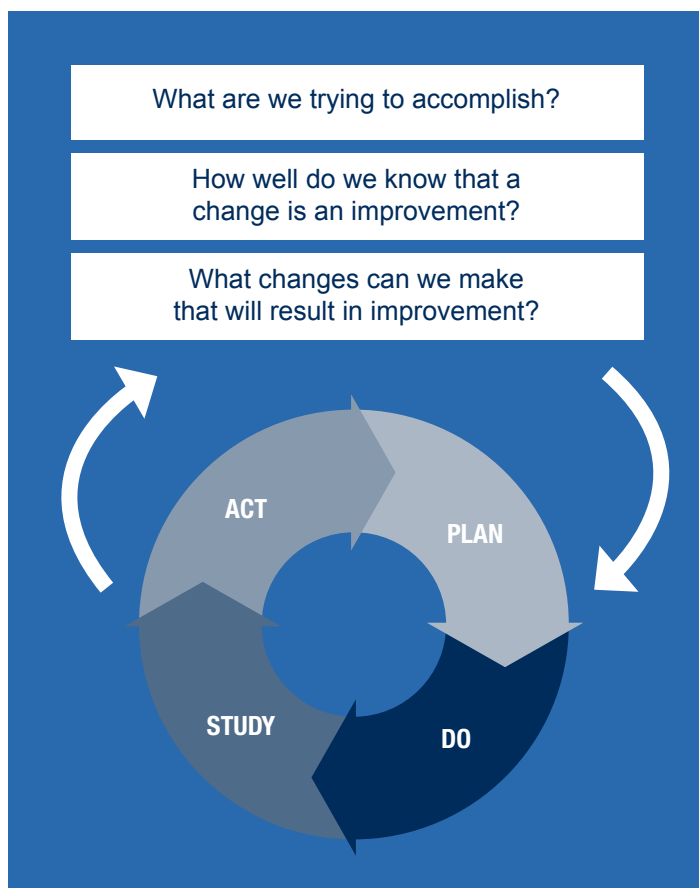 What are we trying to accomplish?
How well do we know that a
change is an improvement?
What changes can we make
that will result in improvement?
ACT
PLAN
STUDY
DO